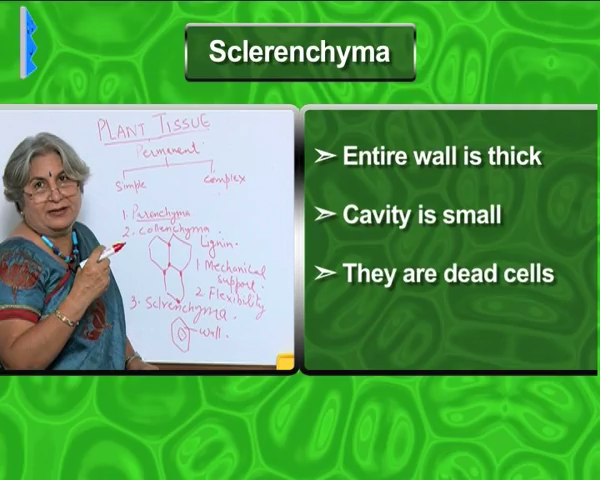 Sclerenchyma
PLANT TISSUE
Permanent
Simple
Complex
1. Parenchyma
2. Collenchyma.
Lignin.
1 Mechanical
support.
2 Flexibility
3. Sclrenchyma.
Wall.
➢ Entire wall is thick
➢ Cavity is small
➢ They are dead cells